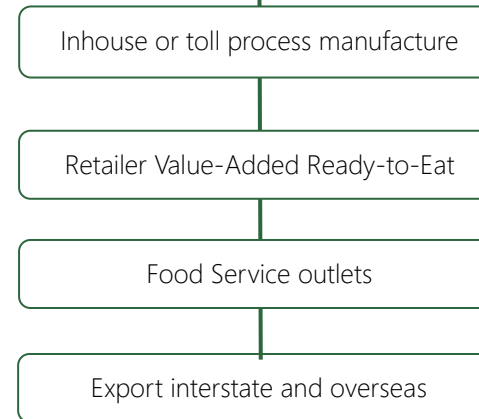 Inhouse or toll process manufacture
Retailer Value-Added Ready-to-Eat
Food Service outlets
Export interstate and overseas